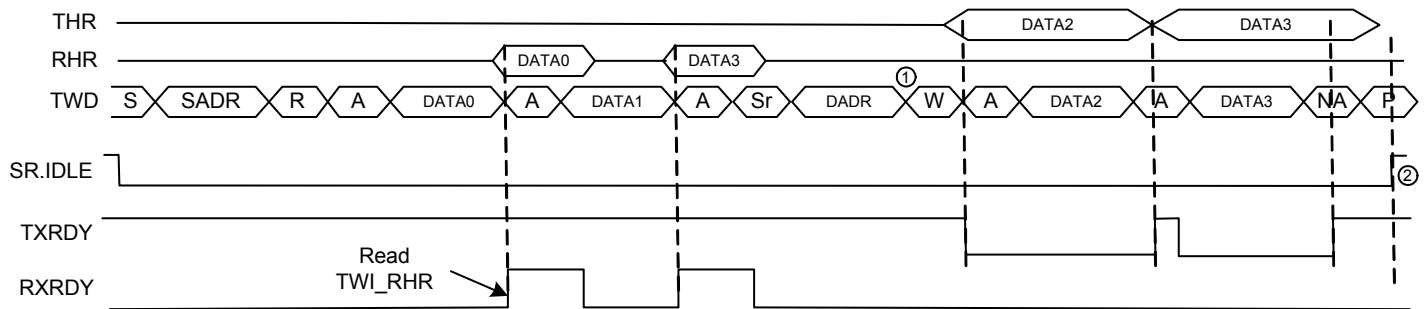 THR DATA2 DATA3
RHR DATA0 DATA3
①
TWD S SADR R A DATA0 A DATA1 A Sr DADR W A DATA2 A DATA3 NA P
SR.IDLE ②
TXRDY
Read
TWI_RHR
RXRDY